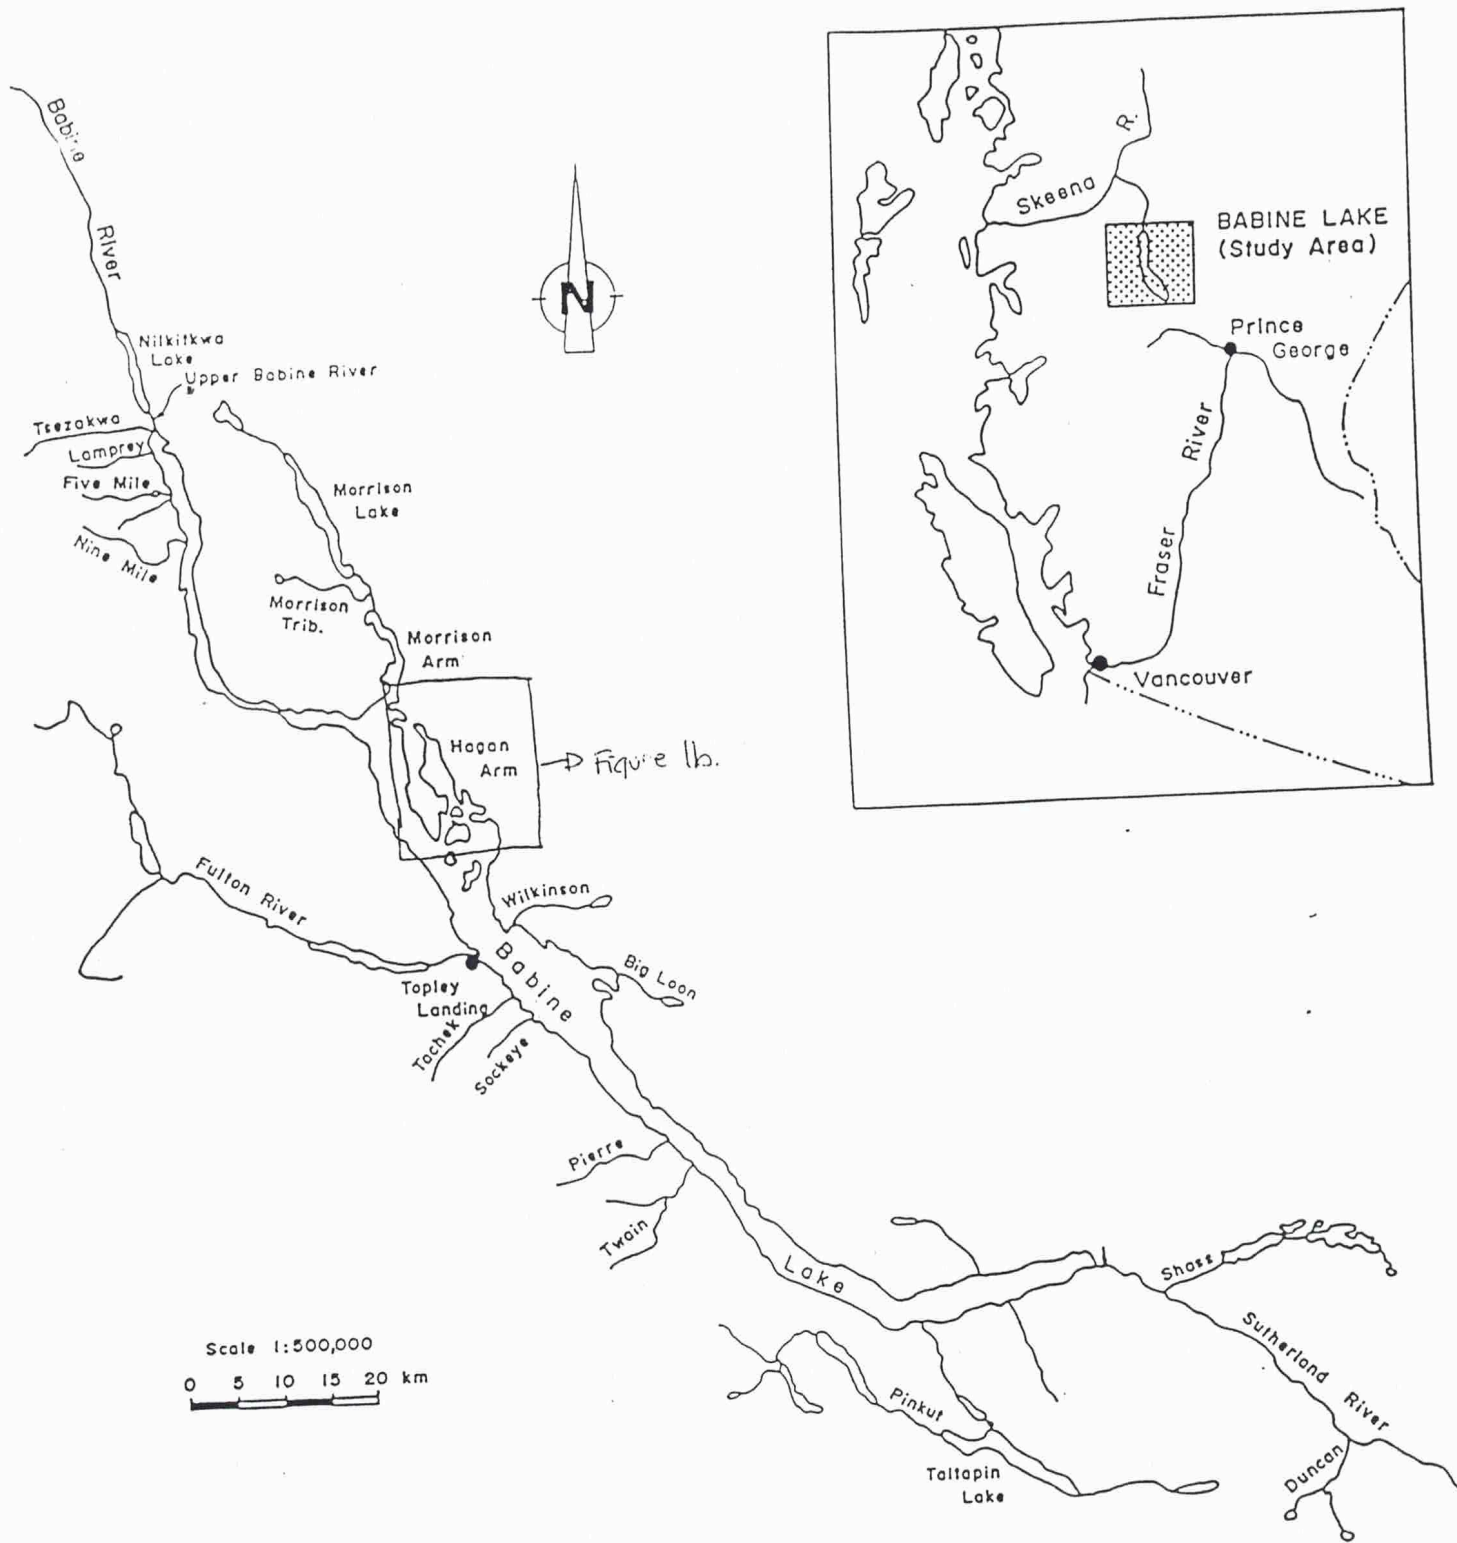 Babine
River
Nilkitkwa
Lake
Upper Babine River
Tsezakwa
Lamprey
Five Mile
Nine Mile
Morrison
Lake
Morrison
Trib.
Morrison
Arm
Hagan
Arm
Figure 1b.
Fulton River
Wilkinson
Big Loon
Topley
Landing
Tachek
Sockeye
Babine
Lake
Pierre
Twain
Shass
Sutherland River
Duncan
Pinkut
Taltapin
Lake
Scale 1:500,000
0 5 10 15 20 km
N
Skeena R.
BABINE LAKE
(Study Area)
Prince
George
Fraser River
Vancouver